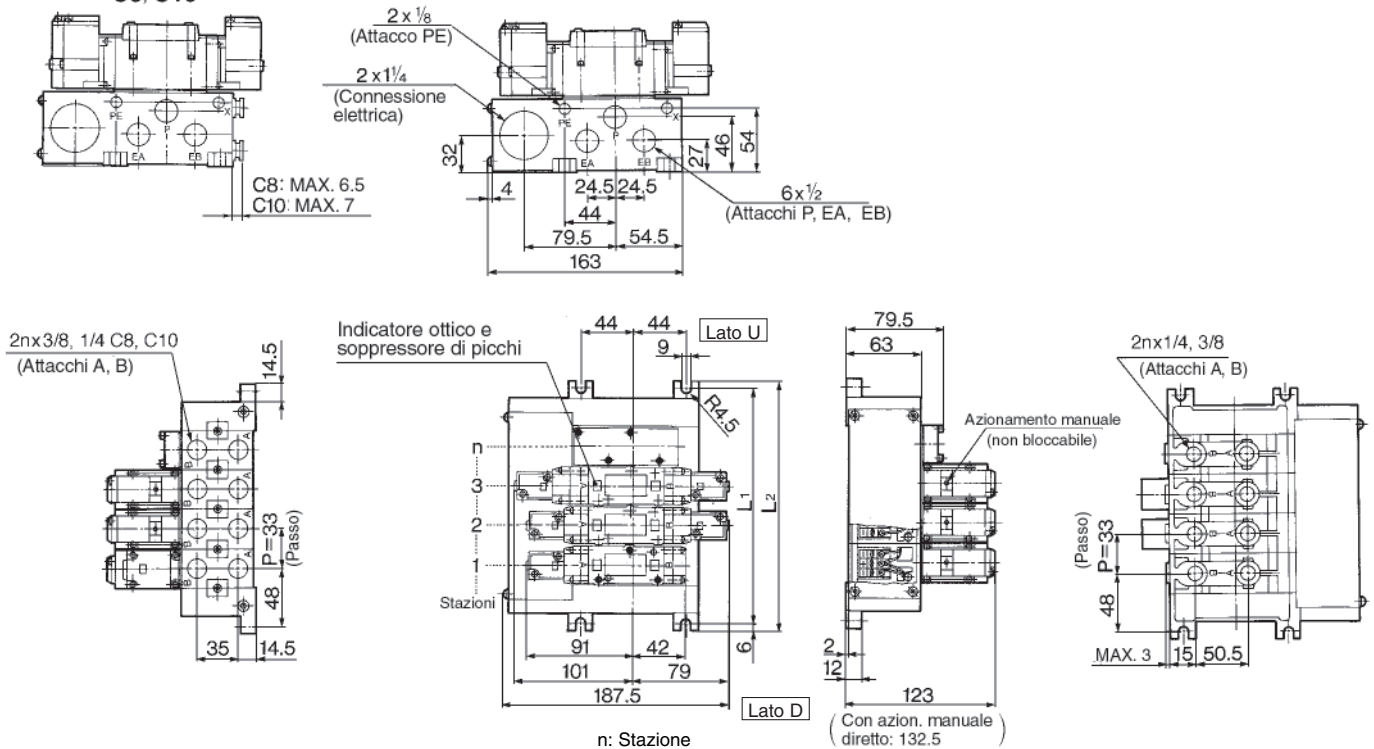 2 x 1/8
(Attacco PE)
2 x 1 1/4
(Connessione
elettrica)
PE
P
X
EA
EB
C8: MAX. 6.5
C10: MAX. 7
PE
P
X
EA
EB
32
4
24.5
24.5
44
79.5
54.5
163
27
46
54
6 x 1/2
(Attacchi P, EA, EB)
2n x 3/8, 1/4 C8, C10
(Attacchi A, B)
14.5
A
B
A
B
A
B
A
B
P=33
(Passo)
48
35
14.5
Indicatore ottico e
soppressore di picchi
44
44
Lato U
9
R4.5
n
3
2
1
Stazioni
A
B
A
B
A
B
L1
L2
6
91
42
101
79
187.5
Lato D
n: Stazione
79.5
63
Azionamento manuale
(non bloccabile)
2
12
123
(Con azion. manuale
diretto: 132.5)
2n x 1/4, 3/8
(Attacchi A, B)
B
A
B
A
B
A
B
A
(Passo)
P=33
48
MAX. 3
15
50.5